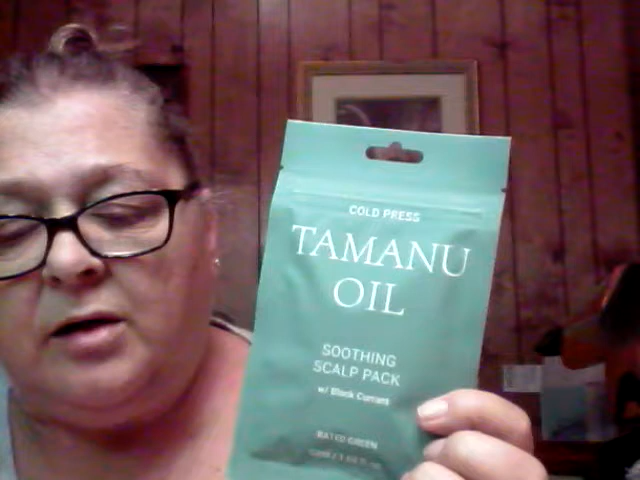 COLD PRESS
TAMANU
OIL
SOOTHING
SCALP PACK
w/ Black Currant
RATED GREEN